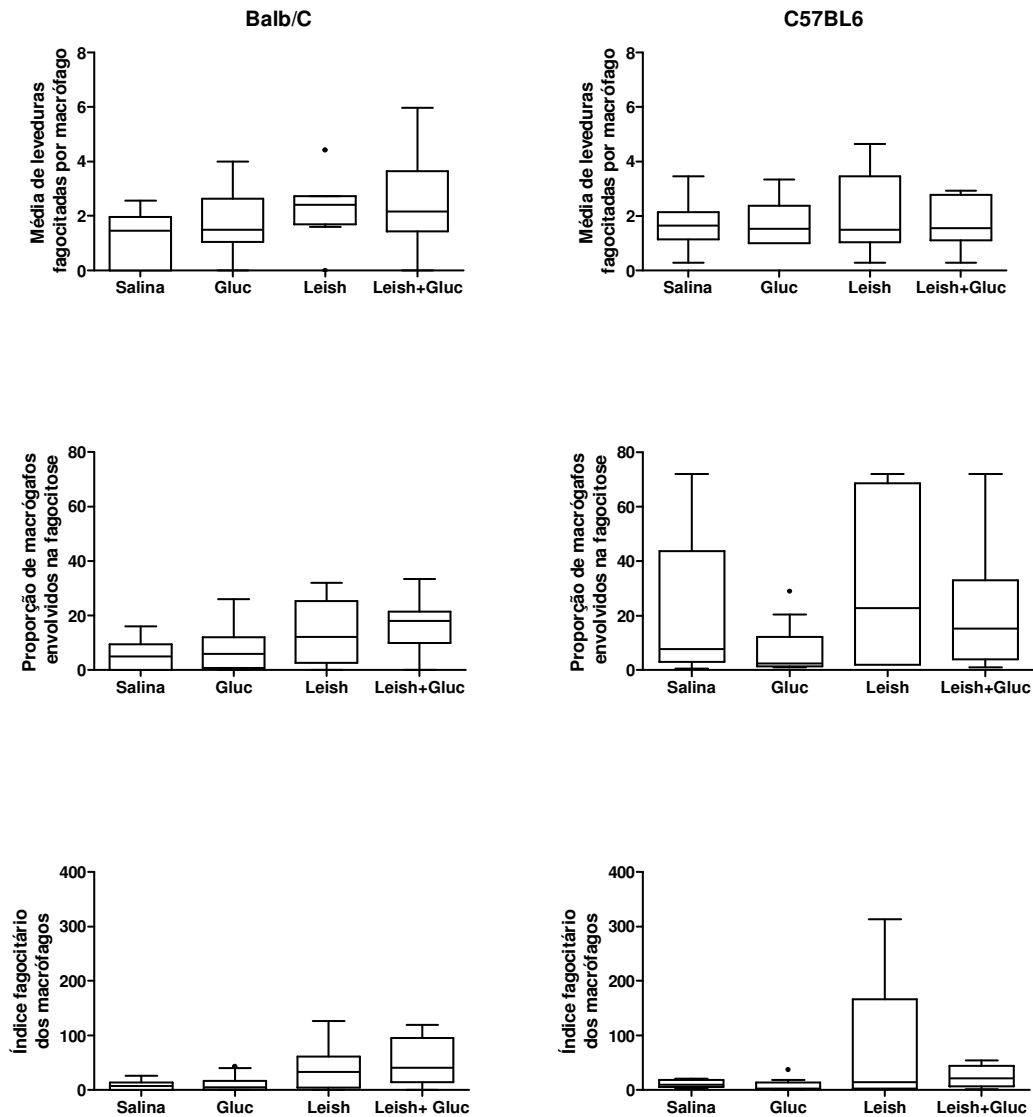 Balb/C
C57BL6
Média de leveduras
fagocitadas por macrófago
8
6
4
2
0
Salina Gluc Leish Leish+Gluc
Média de leveduras
fagocitadas por macrófago
8
6
4
2
0
Salina Gluc Leish Leish+Gluc
Proporção de macrógafos
envolvidos na fagocitose
80
60
40
20
0
Salina Gluc Leish Leish+Gluc
Proporção de macrógafos
envolvidos na fagocitose
80
60
40
20
0
Salina Gluc Leish Leish+Gluc
Índice fagocitário
dos macrófagos
400
300
200
100
0
Salina Gluc Leish Leish+ Gluc
Índice fagocitário
dos macrófagos
400
300
200
100
0
Salina Gluc Leish Leish+Gluc